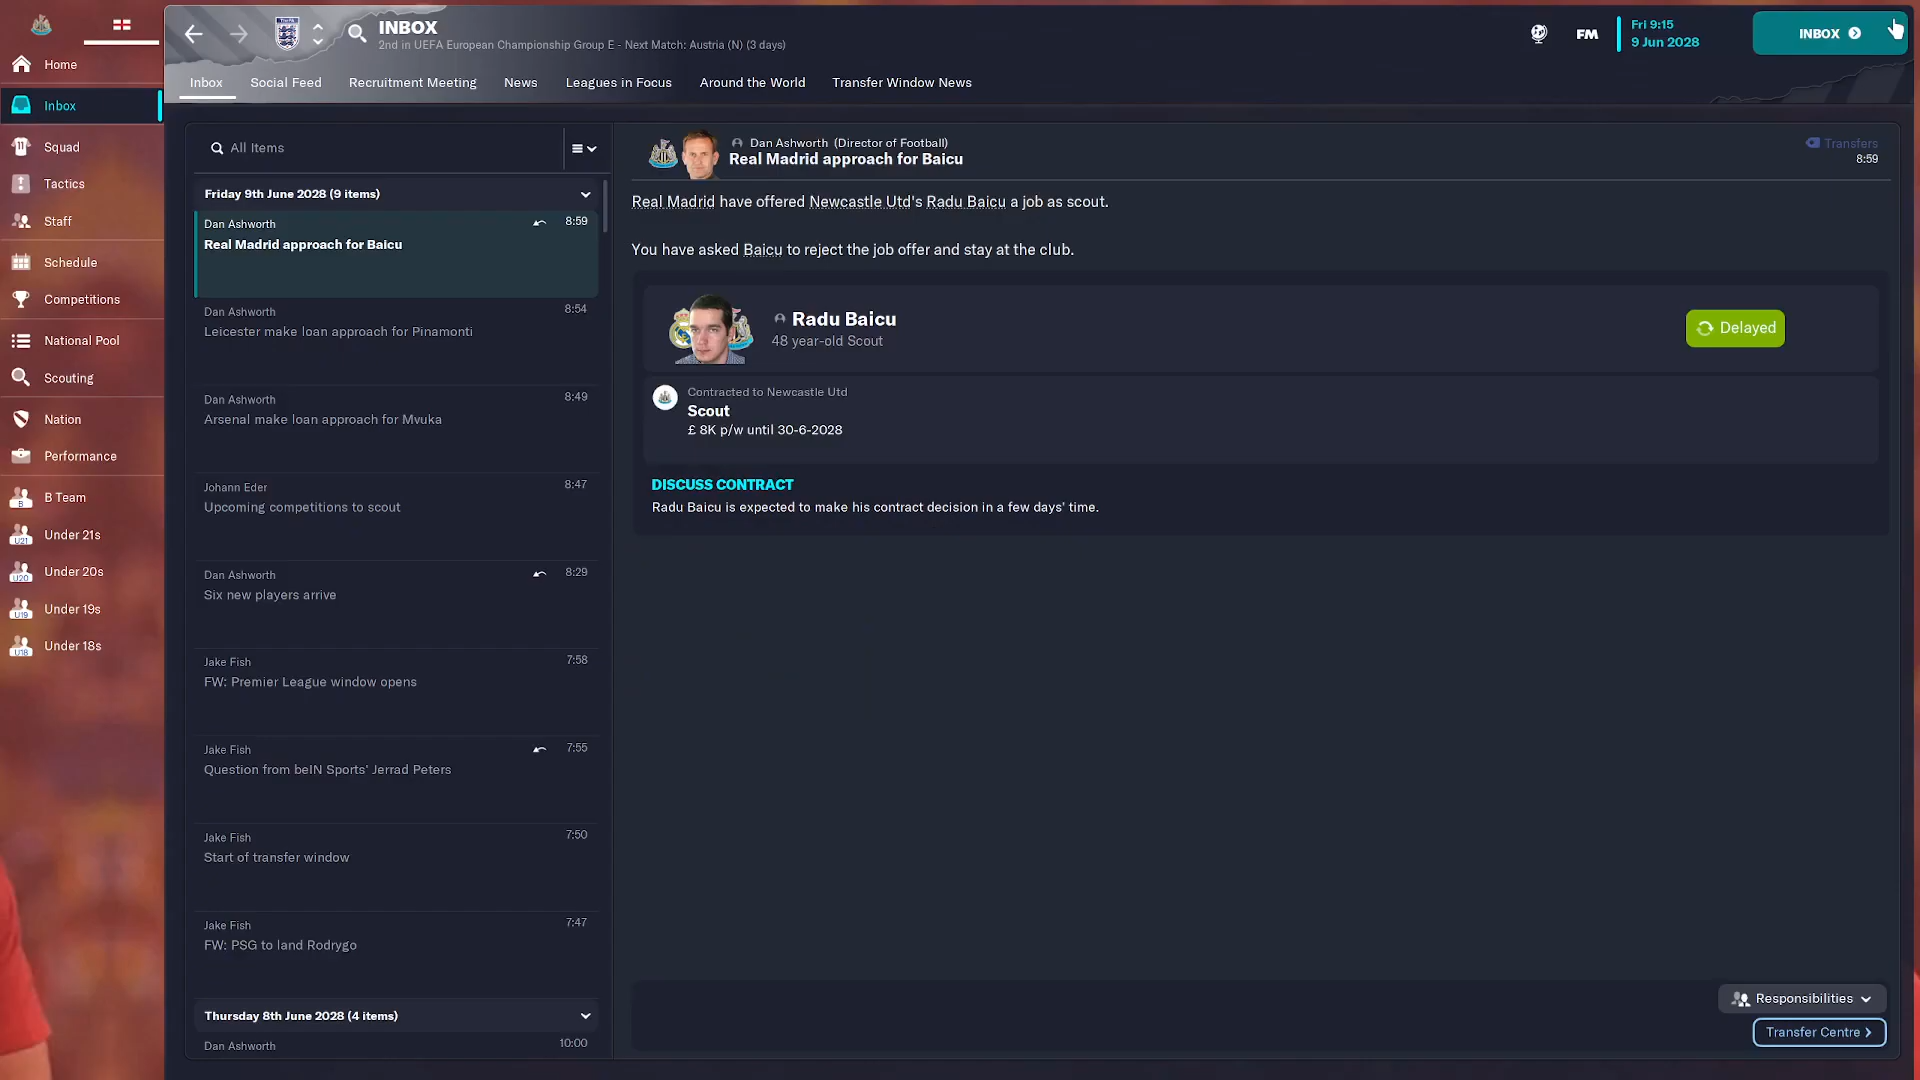 INBOX
2nd in UEFA European Championship Group E - Next Match: Austria (N) (3 days)
FM
Fri 9:15
9 Jun 2028
INBOX
Home
Inbox
Squad
Tactics
Staff
Schedule
Competitions
National Pool
Scouting
Nation
Performance
B
B Team
U21
Under 21s
U20
Under 20s
U19
Under 19s
U18
Under 18s
Inbox
Social Feed
Recruitment Meeting
News
Leagues in Focus
Around the World
Transfer Window News
All Items
Friday 9th June 2028 (9 items)
Dan Ashworth 8:59
Real Madrid approach for Baicu
Dan Ashworth 8:54
Leicester make loan approach for Pinamonti
Dan Ashworth 8:49
Arsenal make loan approach for Mvuka
Johann Eder 8:47
Upcoming competitions to scout
Dan Ashworth 8:29
Six new players arrive
Jake Fish 7:58
FW: Premier League window opens
Jake Fish 7:55
Question from beIN Sports' Jerrad Peters
Jake Fish 7:50
Start of transfer window
Jake Fish 7:47
FW: PSG to land Rodrygo
Thursday 8th June 2028 (4 items)
Dan Ashworth 10:00
Dan Ashworth (Director of Football)
Real Madrid approach for Baicu
Transfers
8:59
Real Madrid have offered Newcastle Utd's Radu Baicu a job as scout.
You have asked Baicu to reject the job offer and stay at the club.
Radu Baicu
48 year-old Scout
Delayed
Contracted to Newcastle Utd
Scout
£ 8K p/w until 30-6-2028
DISCUSS CONTRACT
Radu Baicu is expected to make his contract decision in a few days' time.
Responsibilities
Transfer Centre